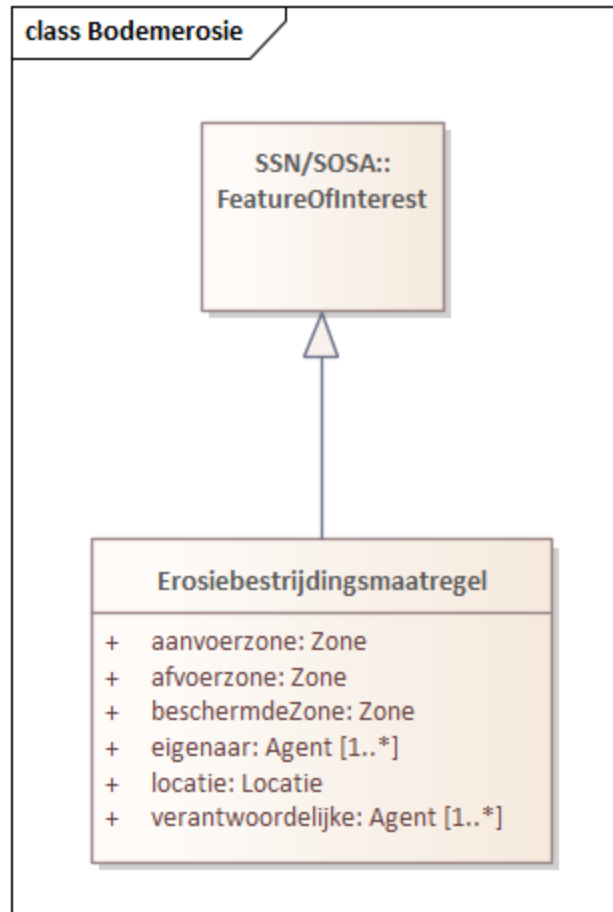 class Bodemerosie
SSN/SOSA::
FeatureOfInterest
Erosiebestrijdingsmaatregel
+ aanvoerzone: Zone
+ afvoerzone: Zone
+ beschermdeZone: Zone
+ eigenaar: Agent [1..*]
+ locatie: Locatie
+ verantwoordelijke: Agent [1..*]